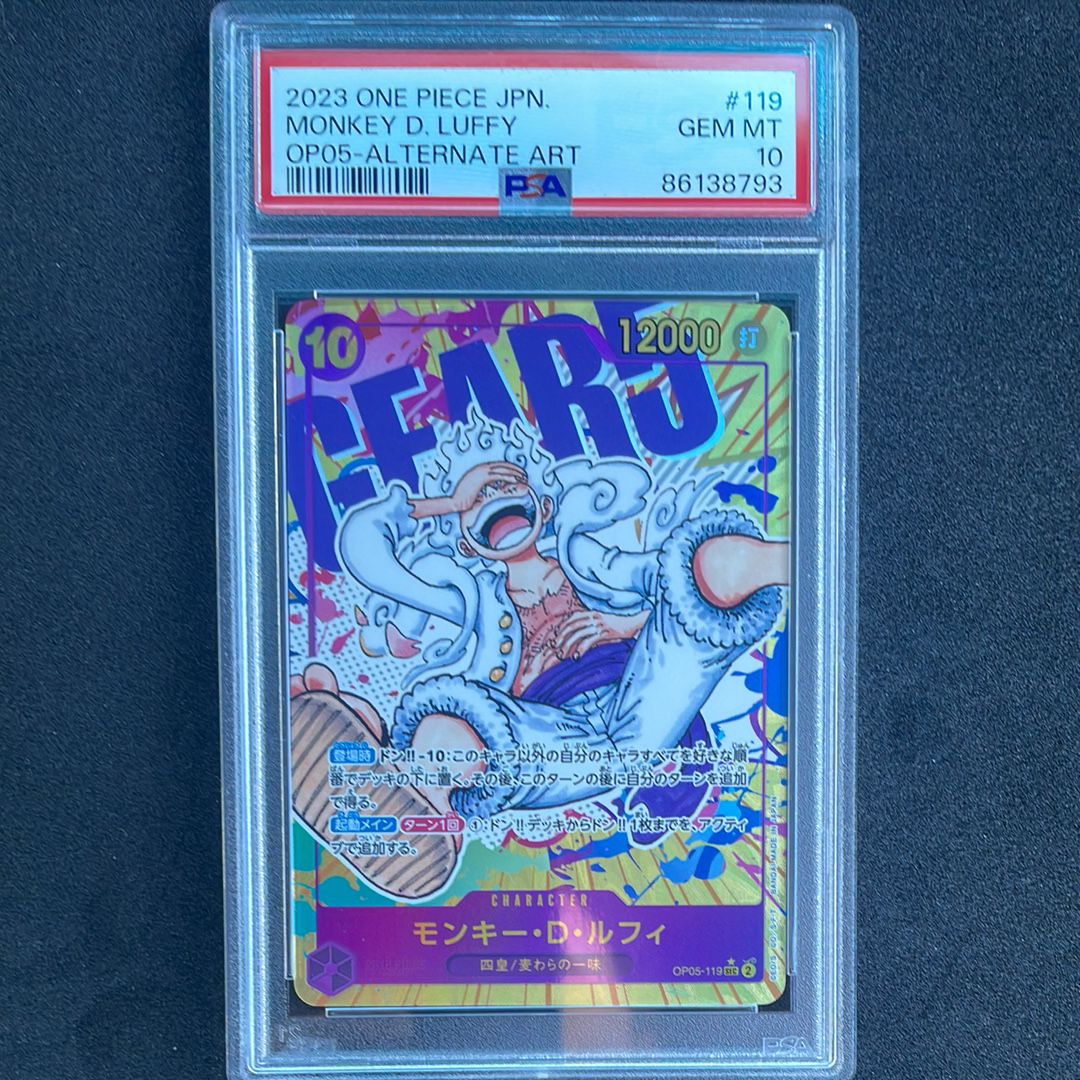 2023 ONE PIECE JPN.
#119
MONKEY D. LUFFY
GEM MT
OP05-ALTERNATE ART
10
PSA
86138793
10
12000
打
GEAR5
登場時 ドン!!-10:このキャラ以外の自分のキャラすべてを好きな順
番でデッキの下に置く。その後、このターンの後に自分のターンを追加
で得る。
起動メイン ターン1回 ①:ドン!!デッキからドン!!1枚までを、アクティ
ブで追加する。
CHARACTER
モンキー・D・ルフィ
四皇/麦わらの一味
OP05-119 SEC 2
BANDAI MADE IN JAPAN
PSA